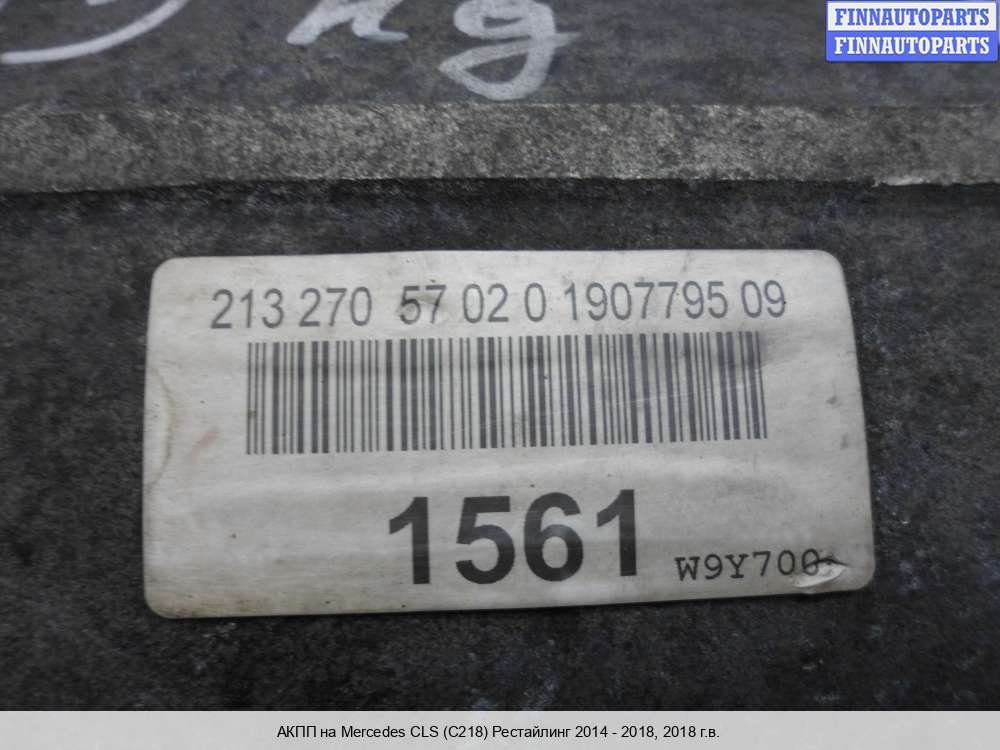 FINNAUTOPARTS
FINNAUTOPARTS
213 270 57 02 0 1907795 09
1561
W9Y700
АКПП на Mercedes CLS (C218) Рестайлинг 2014 - 2018, 2018 г.в.